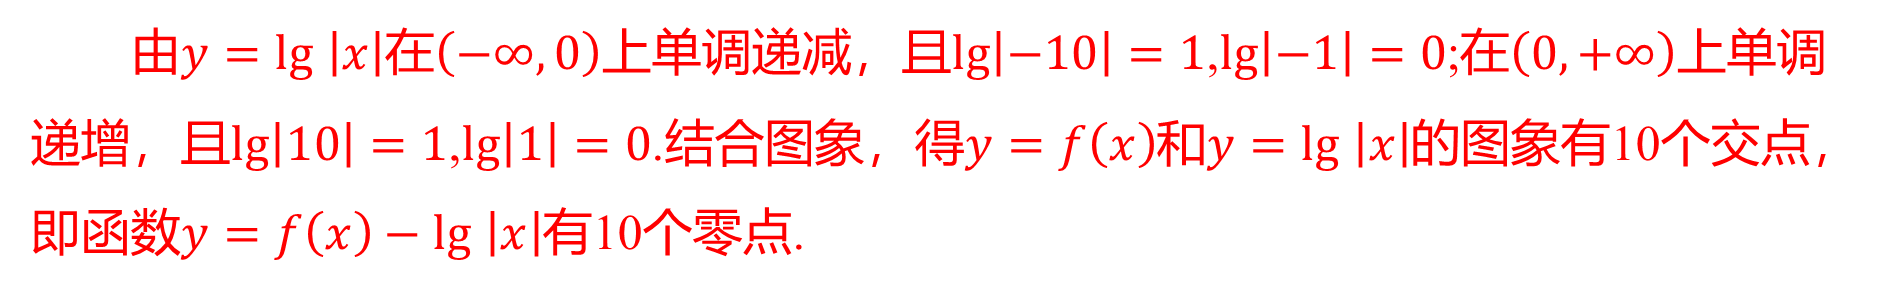 由y = lg |x|在(−∞, 0)上单调递减，且lg|−10| = 1,lg|−1| = 0;在(0, +∞)上单调
递增，且lg|10| = 1,lg|1| = 0.结合图象，得y = f(x)和y = lg |x|的图象有10个交点，
即函数y = f(x) − lg |x|有10个零点.